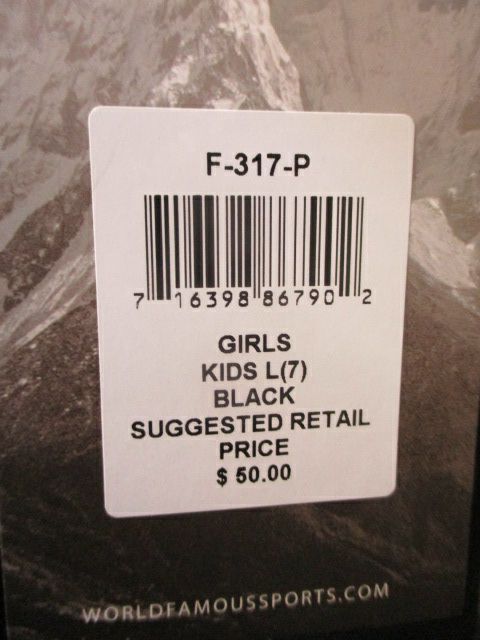 F-317-P
7 16398 86790 2
GIRLS
KIDS L(7)
BLACK
SUGGESTED RETAIL
PRICE
$ 50.00
WORLDFAMOUSSPORTS.COM